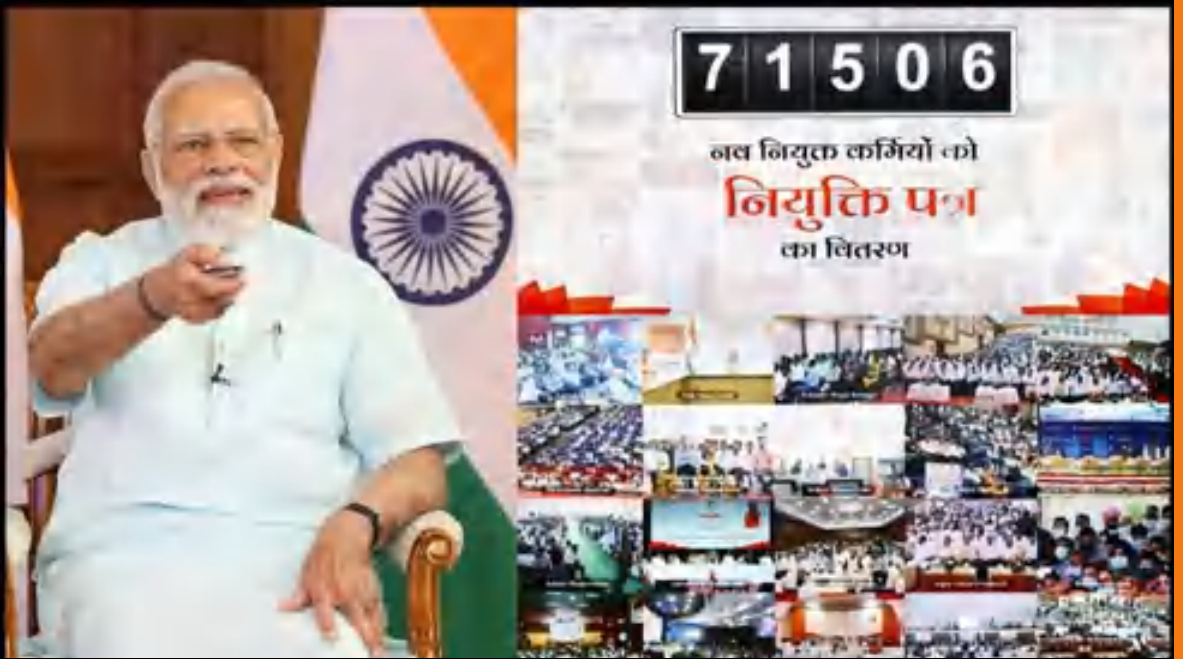 71506
नव नियुक्त कर्मियों को
नियुक्ति पत्र
का वितरण